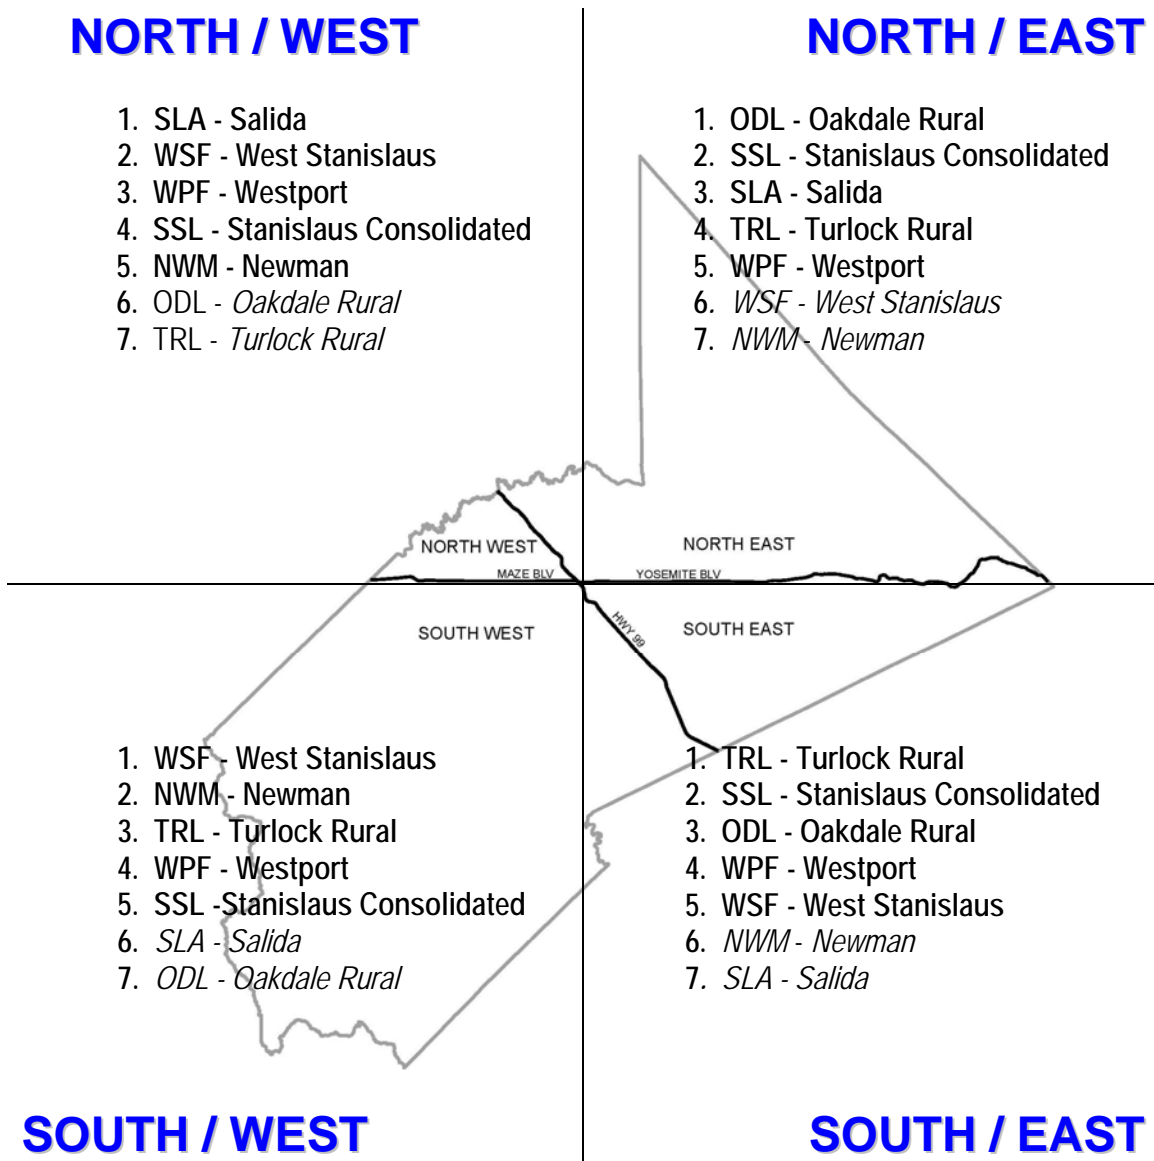 NORTH / WEST
1. SLA - Salida
2. WSF - West Stanislaus
3. WPF - Westport
4. SSL - Stanislaus Consolidated
5. NWM - Newman
6. ODL - Oakdale Rural
7. TRL - Turlock Rural
NORTH / EAST
1. ODL - Oakdale Rural
2. SSL - Stanislaus Consolidated
3. SLA - Salida
4. TRL - Turlock Rural
5. WPF - Westport
6. WSF - West Stanislaus
7. NWM - Newman
NORTH WEST
NORTH EAST
MAZE BLV
YOSEMITE BLV
HWY 99
SOUTH WEST
SOUTH EAST
1. WSF - West Stanislaus
2. NWM - Newman
3. TRL - Turlock Rural
4. WPF - Westport
5. SSL -Stanislaus Consolidated
6. SLA - Salida
7. ODL - Oakdale Rural
SOUTH / WEST
1. TRL - Turlock Rural
2. SSL - Stanislaus Consolidated
3. ODL - Oakdale Rural
4. WPF - Westport
5. WSF - West Stanislaus
6. NWM - Newman
7. SLA - Salida
SOUTH / EAST